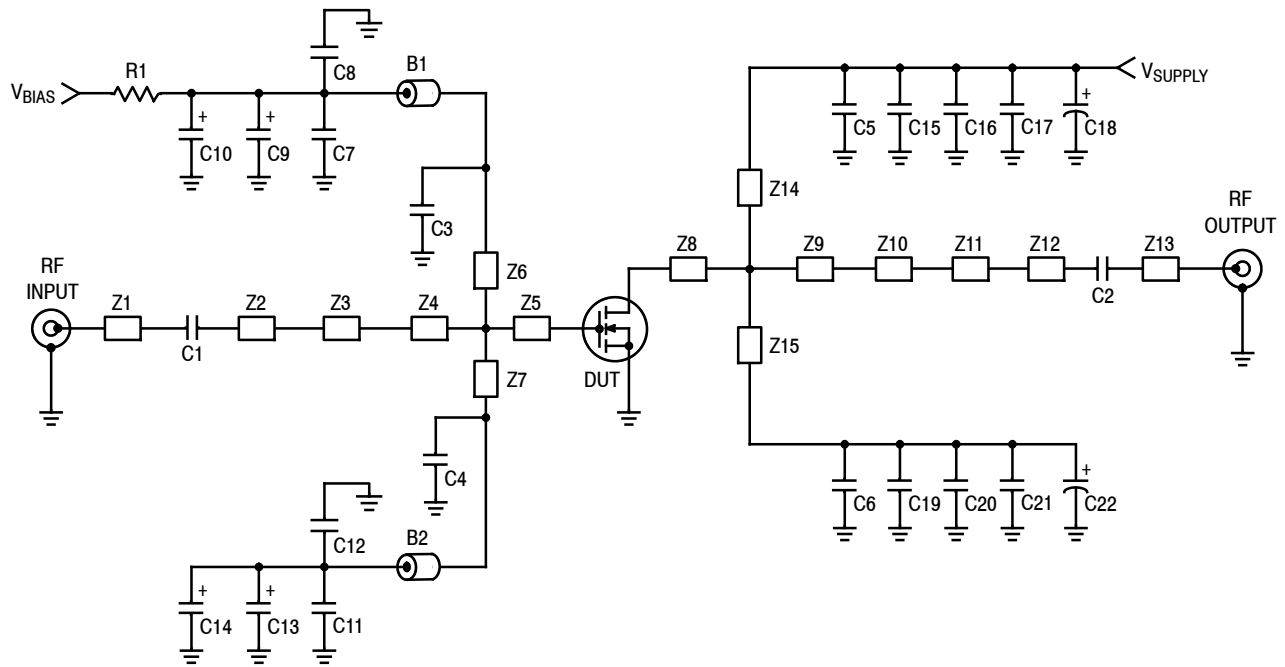 C8
B1
R1
V_BIAS
+
C10
+
C9
C7
V_SUPPLY
C5
C15
C16
C17
+
C18
C3
Z14
RF
OUTPUT
RF
INPUT
Z1
C1
Z2
Z3
Z4
Z6
Z5
Z7
DUT
Z8
Z9
Z10
Z11
Z12
C2
Z13
Z15
C4
C6
C19
C20
C21
+
C22
C12
B2
+
C14
+
C13
C11